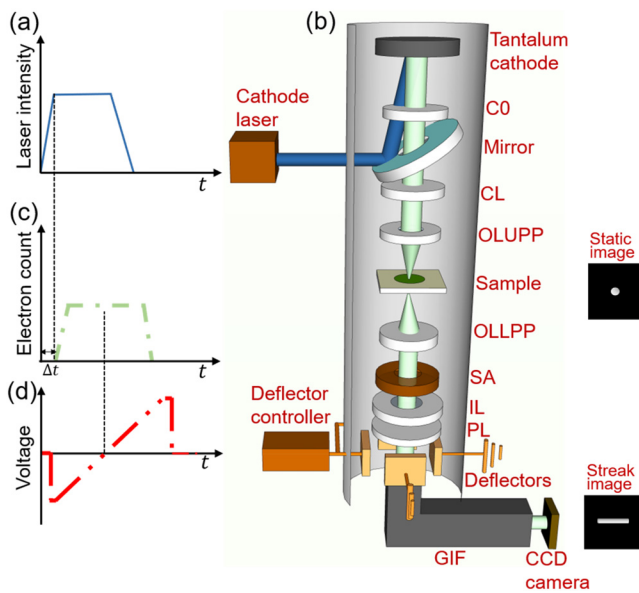 (a)
Laser intensity
t
(b)
Tantalum
cathode
C0
Cathode
laser
Mirror
CL
OLUPP
Sample
OLLPP
SA
IL
PL
Deflector
controller
Deflectors
GIF
CCD
camera
Static
image
Streak
image
(c)
Electron count
Δt
t
(d)
Voltage
t